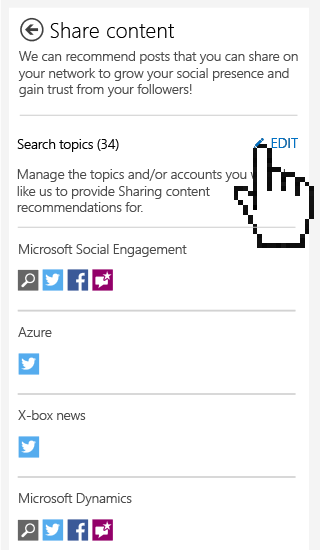 Share content
We can recommend posts that you can share on
your network to grow your social presence and
gain trust from your followers!
Search topics (34) EDIT
Manage the topics and/or accounts you
like us to provide Sharing content
recommendations for.
Microsoft Social Engagement
Azure
X-box news
Microsoft Dynamics